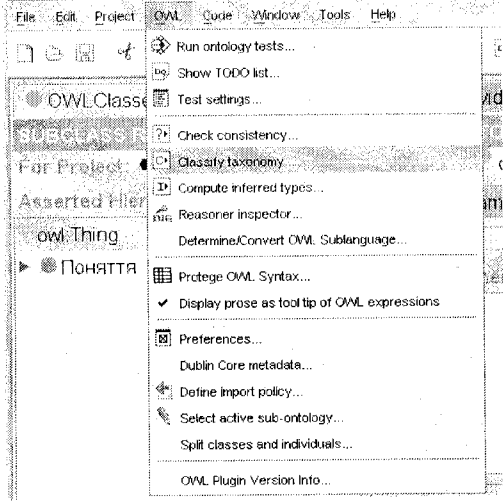 File Edit Project OWL Code Window Tools Help
Run ontology tests...
Show TODO list...
OWLClasse
Test settings...
SUBCLASS
Check consistency...
For Project:
Classify taxonomy
Asserted Hier
Compute inferred types...
Reasoner inspector...
owl:Thing
Determine/Convert OWL Sublanguage...
Поняття
Protege OWL Syntax...
Display prose as tool tip of OWL expressions
Preferences...
Dublin Core metadata...
Define import policy...
Select active sub-ontology...
Split classes and individuals...
OWL Plugin Version Info...